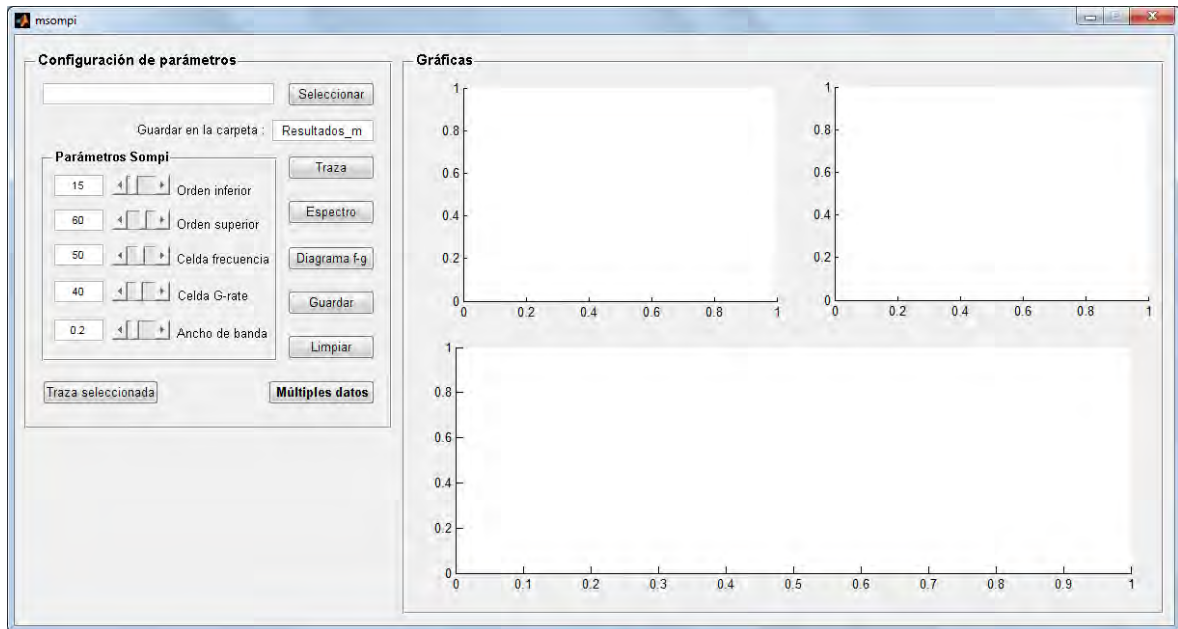 msompi
Configuración de parámetros
Seleccionar
Guardar en la carpeta : Resultados_m
Parámetros Sompi
15 Orden inferior
60 Orden superior
50 Celda frecuencia
40 Celda G-rate
0.2 Ancho de banda
Traza
Espectro
Diagrama f-g
Guardar
Limpiar
Traza seleccionada
Múltiples datos
Gráficas
1
0.8
0.6
0.4
0.2
0
0 0.2 0.4 0.6 0.8 1
1
0.8
0.6
0.4
0.2
0
0 0.2 0.4 0.6 0.8 1
1
0.8
0.6
0.4
0.2
0
0 0.1 0.2 0.3 0.4 0.5 0.6 0.7 0.8 0.9 1